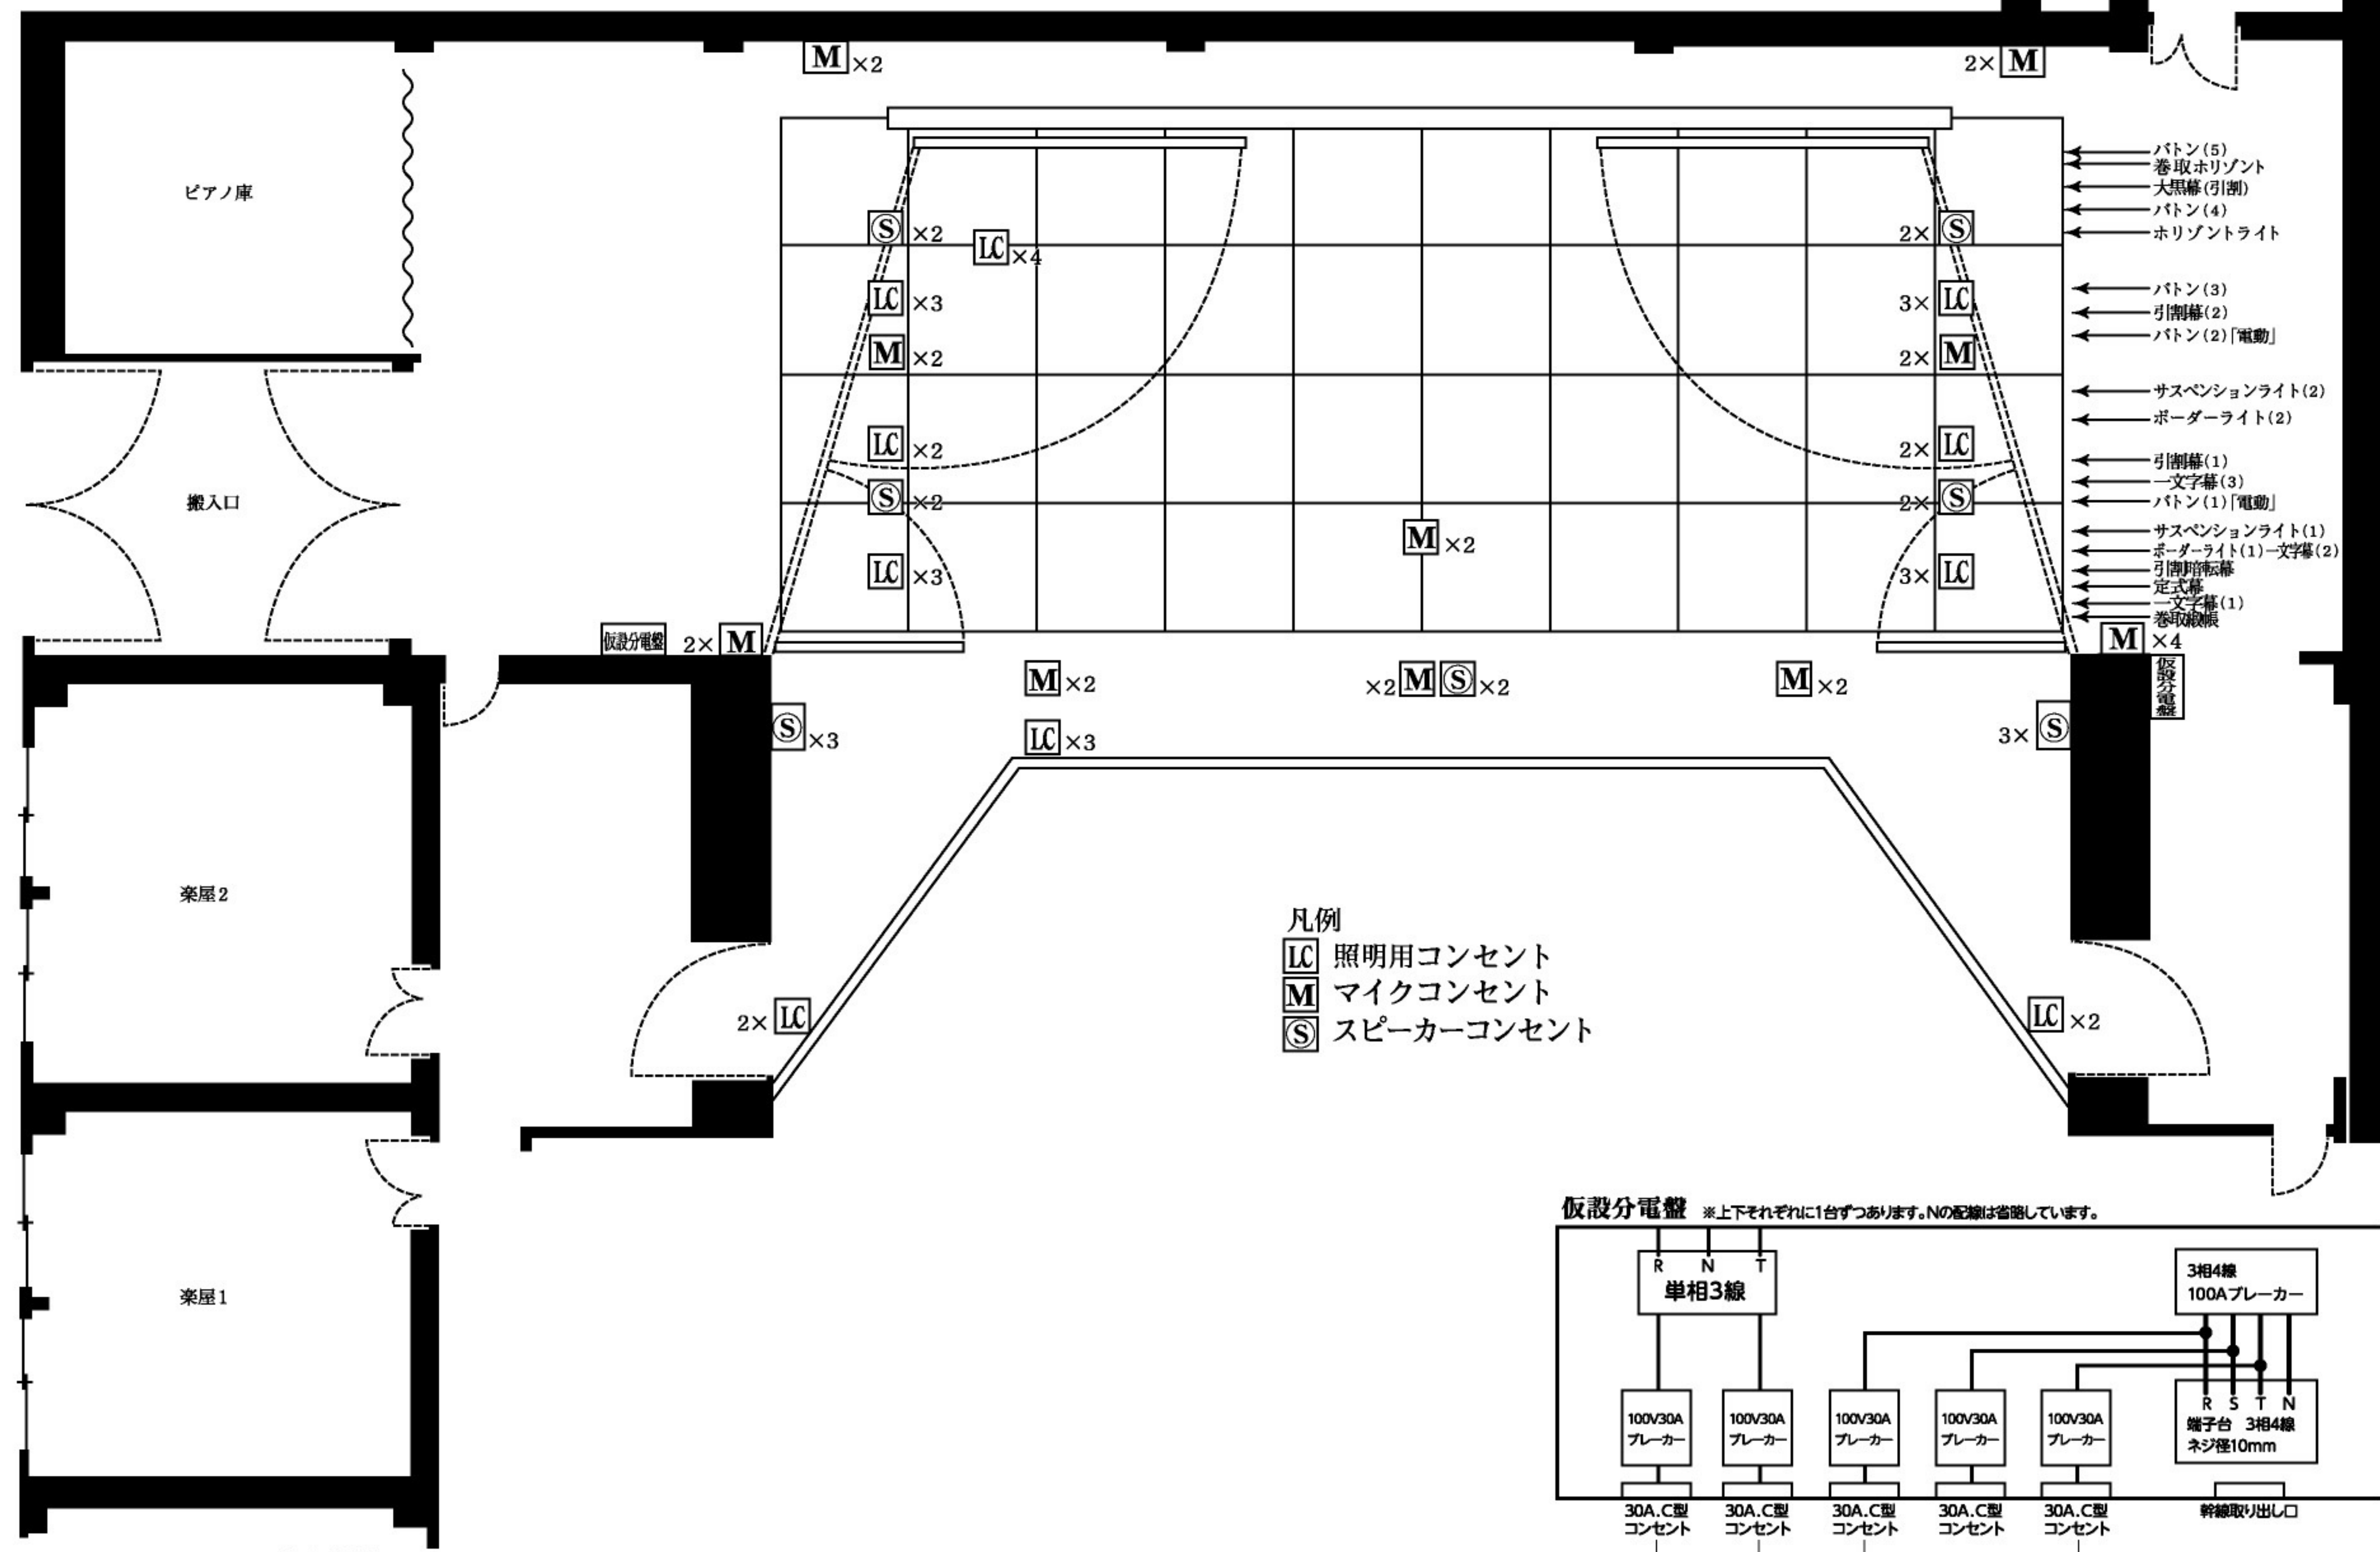 M ×2
2× M
ピアノ庫
バトン(5)
巻取ホリゾント
大黒幕(引割)
バトン(4)
ホリゾントライト
S ×2
LC ×4
2× S
LC ×3
3× LC
バトン(3)
引割幕(2)
バトン(2)「電動」
M ×2
2× M
サスペンションライト(2)
ボーダーライト(2)
LC ×2
2× LC
引割幕(1)
一文字幕(3)
バトン(1)「電動」
搬入口
S ×2
2× S
M ×2
サスペンションライト(1)
ボーダーライト(1)一文字幕(2)
引割暗転幕
定式幕
一文字幕(1)
巻取緞帳
LC ×3
3× LC
仮設分電盤
2× M
M ×4
仮設分電盤
M ×2
×2 M S ×2
M ×2
S ×3
LC ×3
3× S
楽屋2
凡例
LC 照明用コンセント
M マイクコンセント
S スピーカーコンセント
2× LC
LC ×2
楽屋1
仮設分電盤 ※上下それぞれに1台ずつあります。Nの配線は省略しています。
R N T
単相3線
3相4線
100Aブレーカー
100V30A
ブレーカー
100V30A
ブレーカー
100V30A
ブレーカー
100V30A
ブレーカー
100V30A
ブレーカー
R S T N
端子台 3相4線
ネジ径10mm
30A.C型
コンセント
30A.C型
コンセント
30A.C型
コンセント
30A.C型
コンセント
30A.C型
コンセント
幹線取り出し口